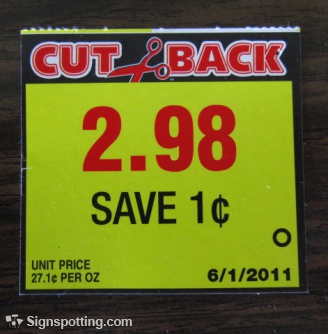 CUT BACK
2.98
SAVE 1¢
UNIT PRICE
27.1¢ PER OZ
6/1/2011
Signspotting.com